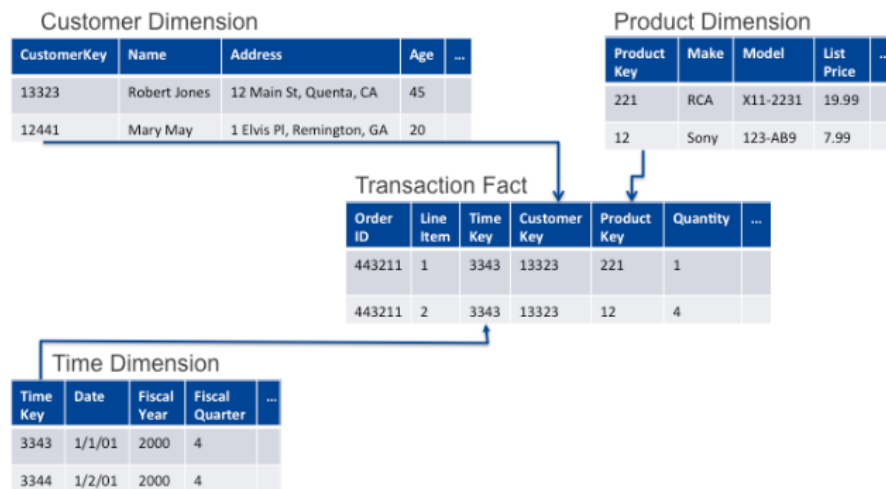 Customer Dimension
CustomerKey Name Address Age ...
13323 Robert Jones 12 Main St, Quenta, CA 45
12441 Mary May 1 Elvis Pl, Remington, GA 20
Product Dimension
Product Key Make Model List Price ...
221 RCA X11-2231 19.99
12 Sony 123-AB9 7.99
Transaction Fact
Order ID Line Item Time Key Customer Key Product Key Quantity ...
443211 1 3343 13323 221 1
443211 2 3343 13323 12 4
Time Dimension
Time Key Date Fiscal Year Fiscal Quarter ...
3343 1/1/01 2000 4
3344 1/2/01 2000 4